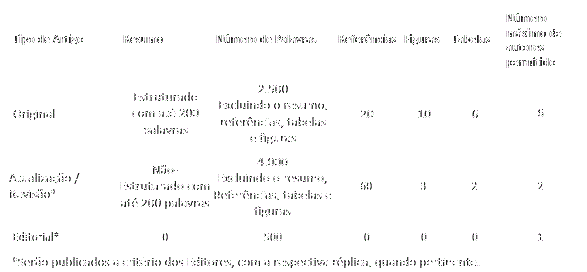 Número
máximo de
Tipo de Artigo Resumo Número de Palavras Referências Figuras Tabelas autores
permitido
2.500
Estruturado Excluindo o resumo,
Original com até 200 referências, tabelas 20 10 6
palavras e figuras
4.000
Atualização / Não- Excluindo o resumo,
Revisão Estruturado com Referências, tabelas e 60 3 2 2
até 200 palavras figuras
Editorial* 0 500 0 0 0 1
Serão publicados a critério dos Editores, com a respectiva réplica, quando pertinente.